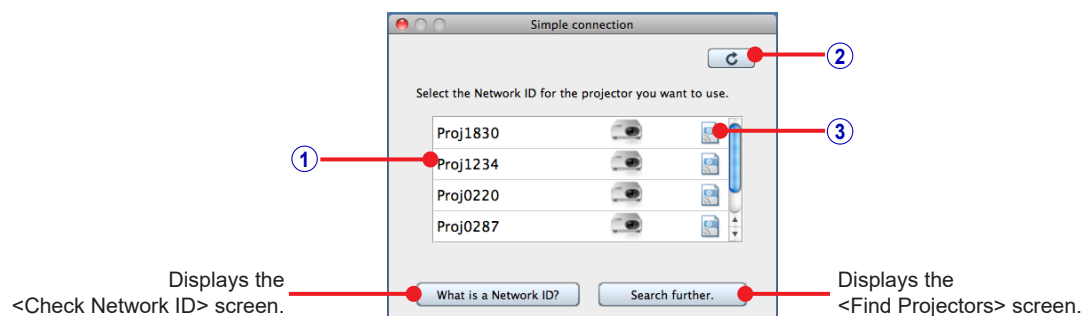 Simple connection
2
Select the Network ID for the projector you want to use.
Proj1830
3
1
Proj1234
Proj0220
Proj0287
Displays the
<Check Network ID> screen.
What is a Network ID?
Search further.
Displays the
<Find Projectors> screen.